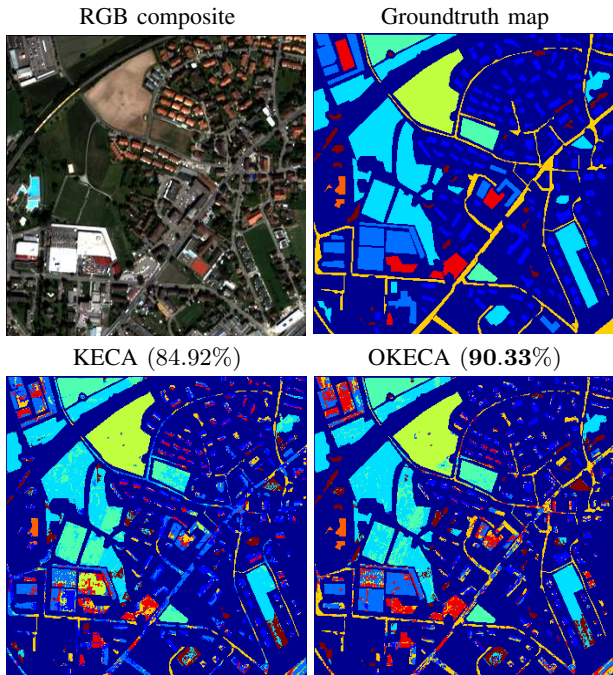 RGB composite
Groundtruth map
KECA (84.92%)
OKECA (90.33%)